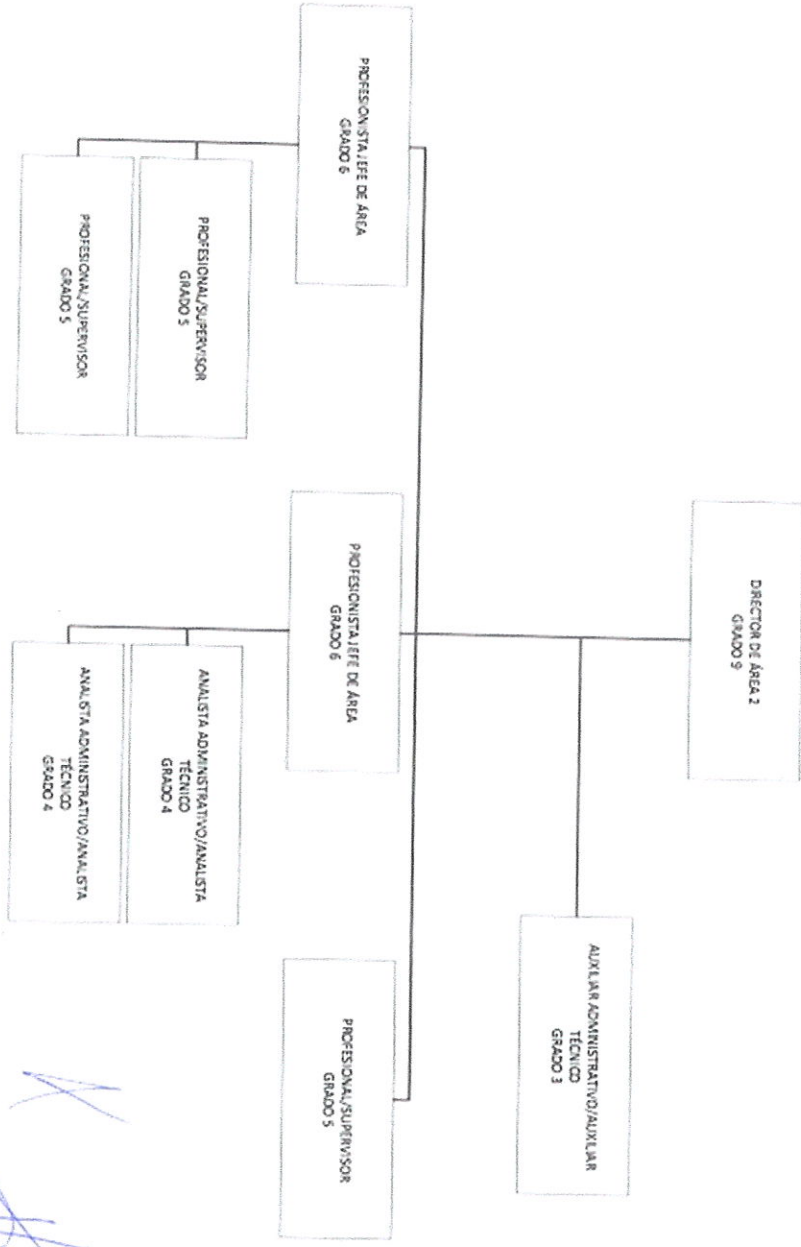 DIRECTOR DE ÁREA 2
GRADO 9
AUXILIAR ADMINISTRATIVO/AUXILIAR
TÉCNICO
GRADO 3
PROFESIONISTA JEFE DE ÁREA
GRADO 6
PROFESIONAL/SUPERVISOR
GRADO 5
PROFESIONAL/SUPERVISOR
GRADO 5
PROFESIONISTA JEFE DE ÁREA
GRADO 6
ANALISTA ADMINISTRATIVO/ANALISTA
TÉCNICO
GRADO 4
ANALISTA ADMINISTRATIVO/ANALISTA
TÉCNICO
GRADO 4
PROFESIONAL/SUPERVISOR
GRADO 5